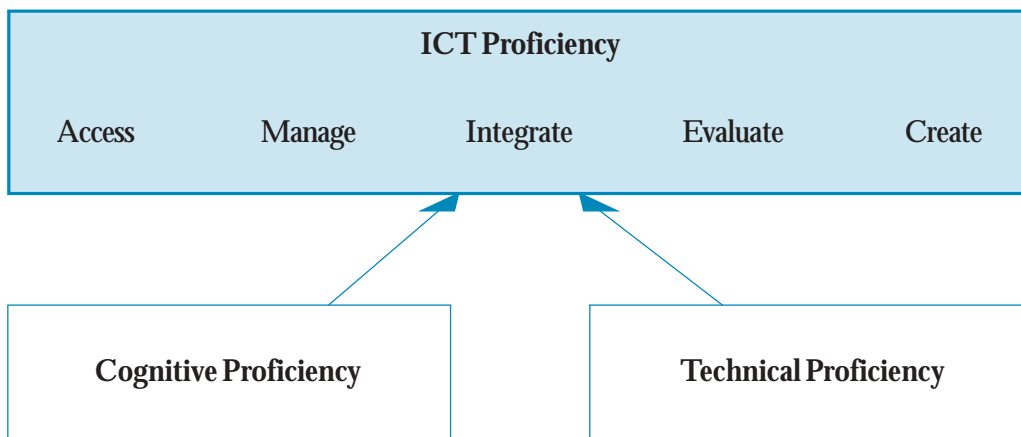 ICT Proficiency
Access Manage Integrate Evaluate Create
Cognitive Proficiency Technical Proficiency